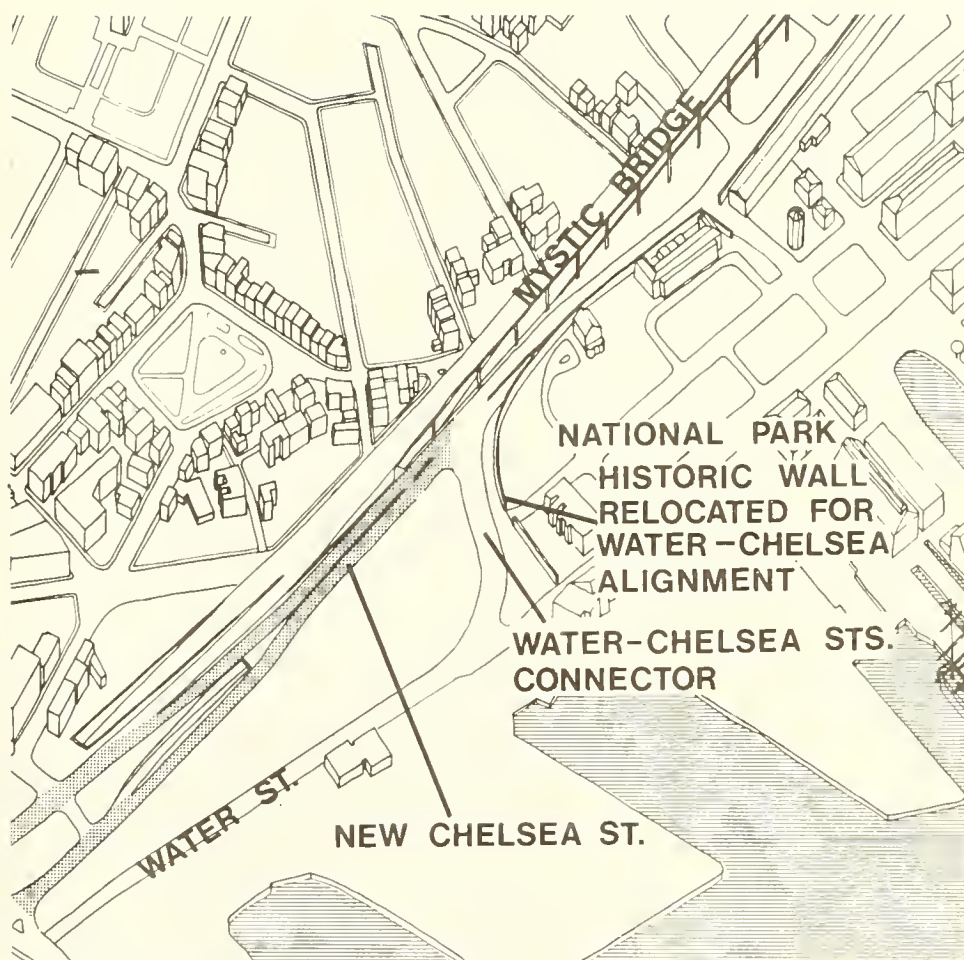 MYSTIC BRIDGE
NATIONAL PARK
HISTORIC WALL
RELOCATED FOR
WATER-CHELSEA
ALIGNMENT
WATER-CHELSEA STS.
CONNECTOR
WATER ST.
NEW CHELSEA ST.